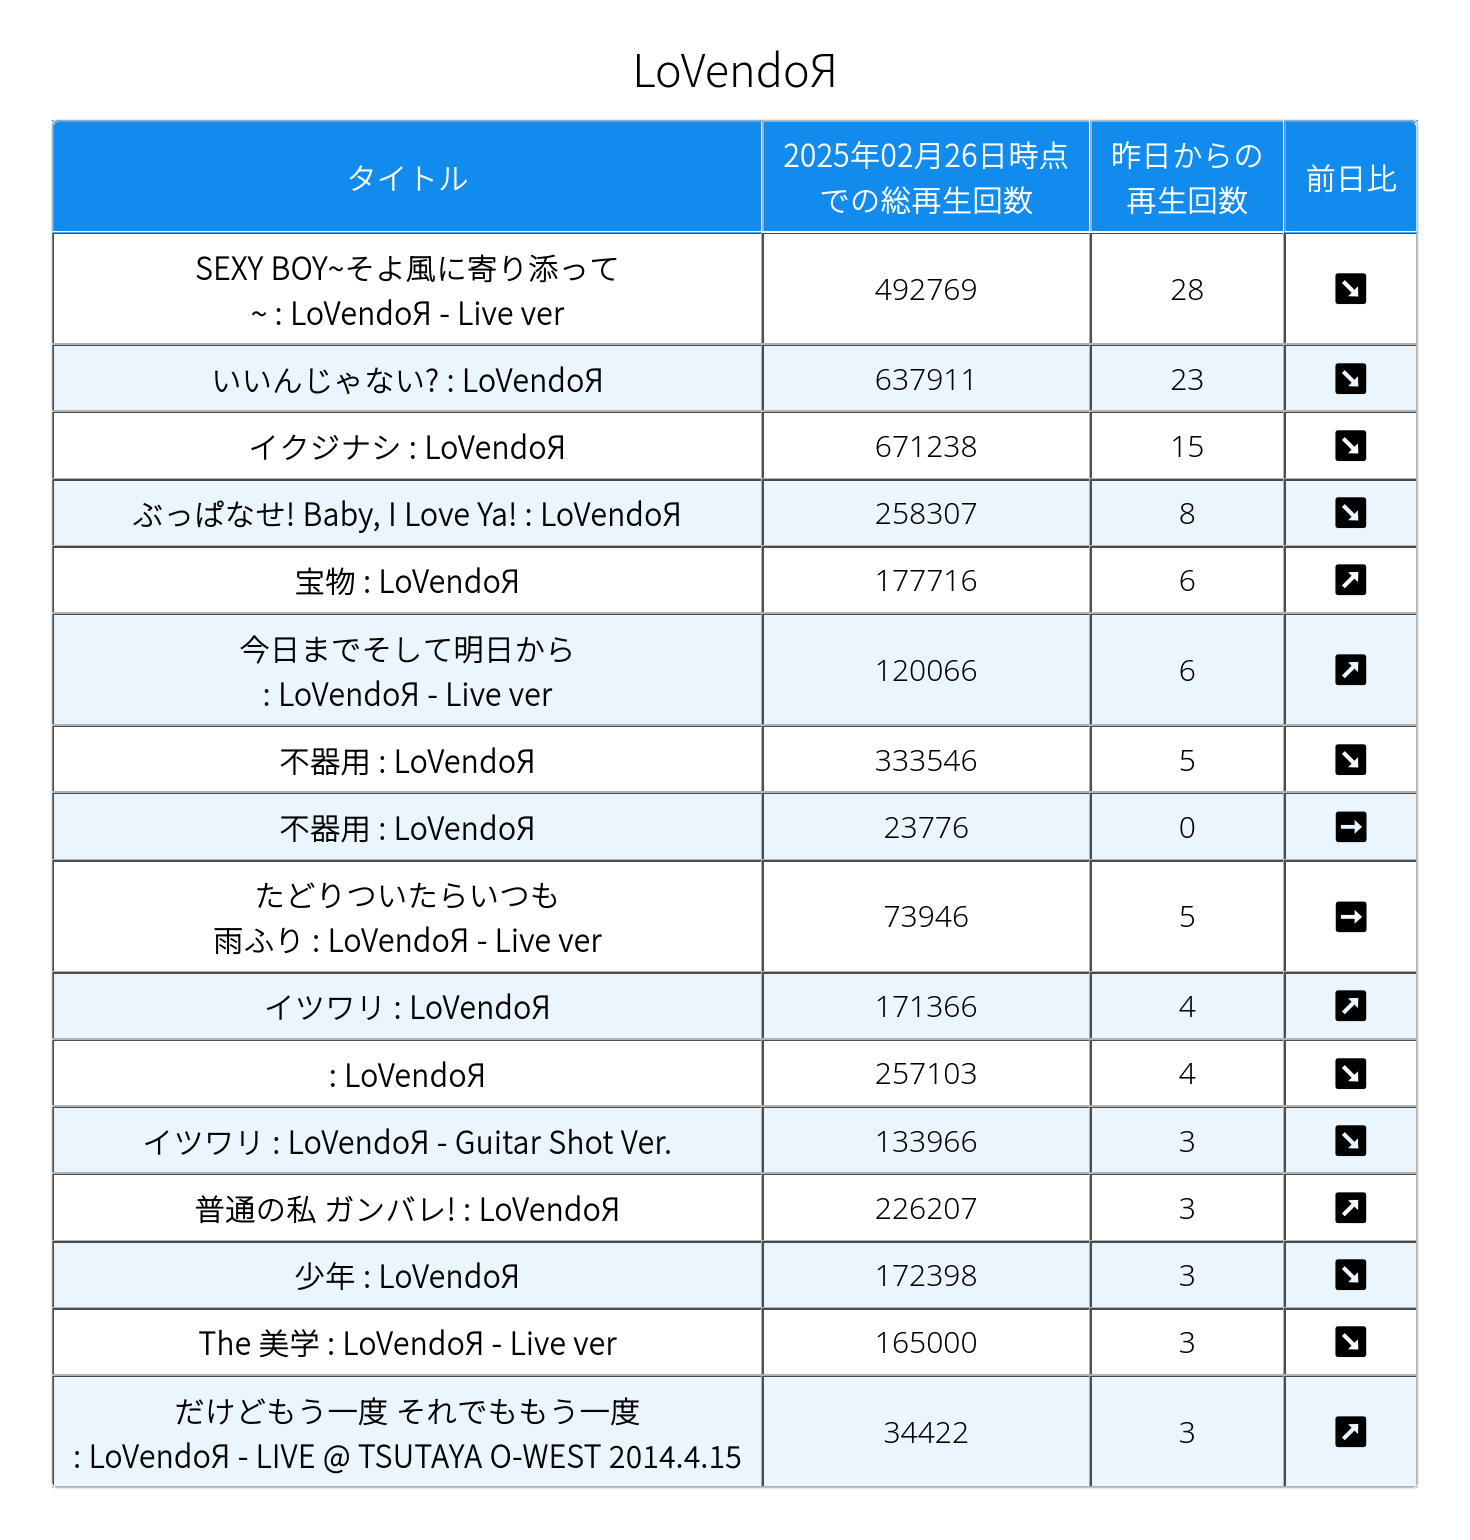 LoVendoЯ
タイトル
2025年02月26日時点
での総再生回数
昨日からの
再生回数
前日比
SEXY BOY~そよ風に寄り添って
~ : LoVendoЯ - Live ver
492769
28
いいんじゃない? : LoVendoЯ
637911
23
イクジナシ : LoVendoЯ
671238
15
ぶっぱなせ! Baby, I Love Ya! : LoVendoЯ
258307
8
宝物 : LoVendoЯ
177716
6
今日までそして明日から
: LoVendoЯ - Live ver
120066
6
不器用 : LoVendoЯ
333546
5
不器用 : LoVendoЯ
23776
0
たどりついたらいつも
雨ふり : LoVendoЯ - Live ver
73946
5
イツワリ : LoVendoЯ
171366
4
: LoVendoЯ
257103
4
イツワリ : LoVendoЯ - Guitar Shot Ver.
133966
3
普通の私 ガンバレ! : LoVendoЯ
226207
3
少年 : LoVendoЯ
172398
3
The 美学 : LoVendoЯ - Live ver
165000
3
だけどもう一度 それでももう一度
: LoVendoЯ - LIVE @ TSUTAYA O-WEST 2014.4.15
34422
3